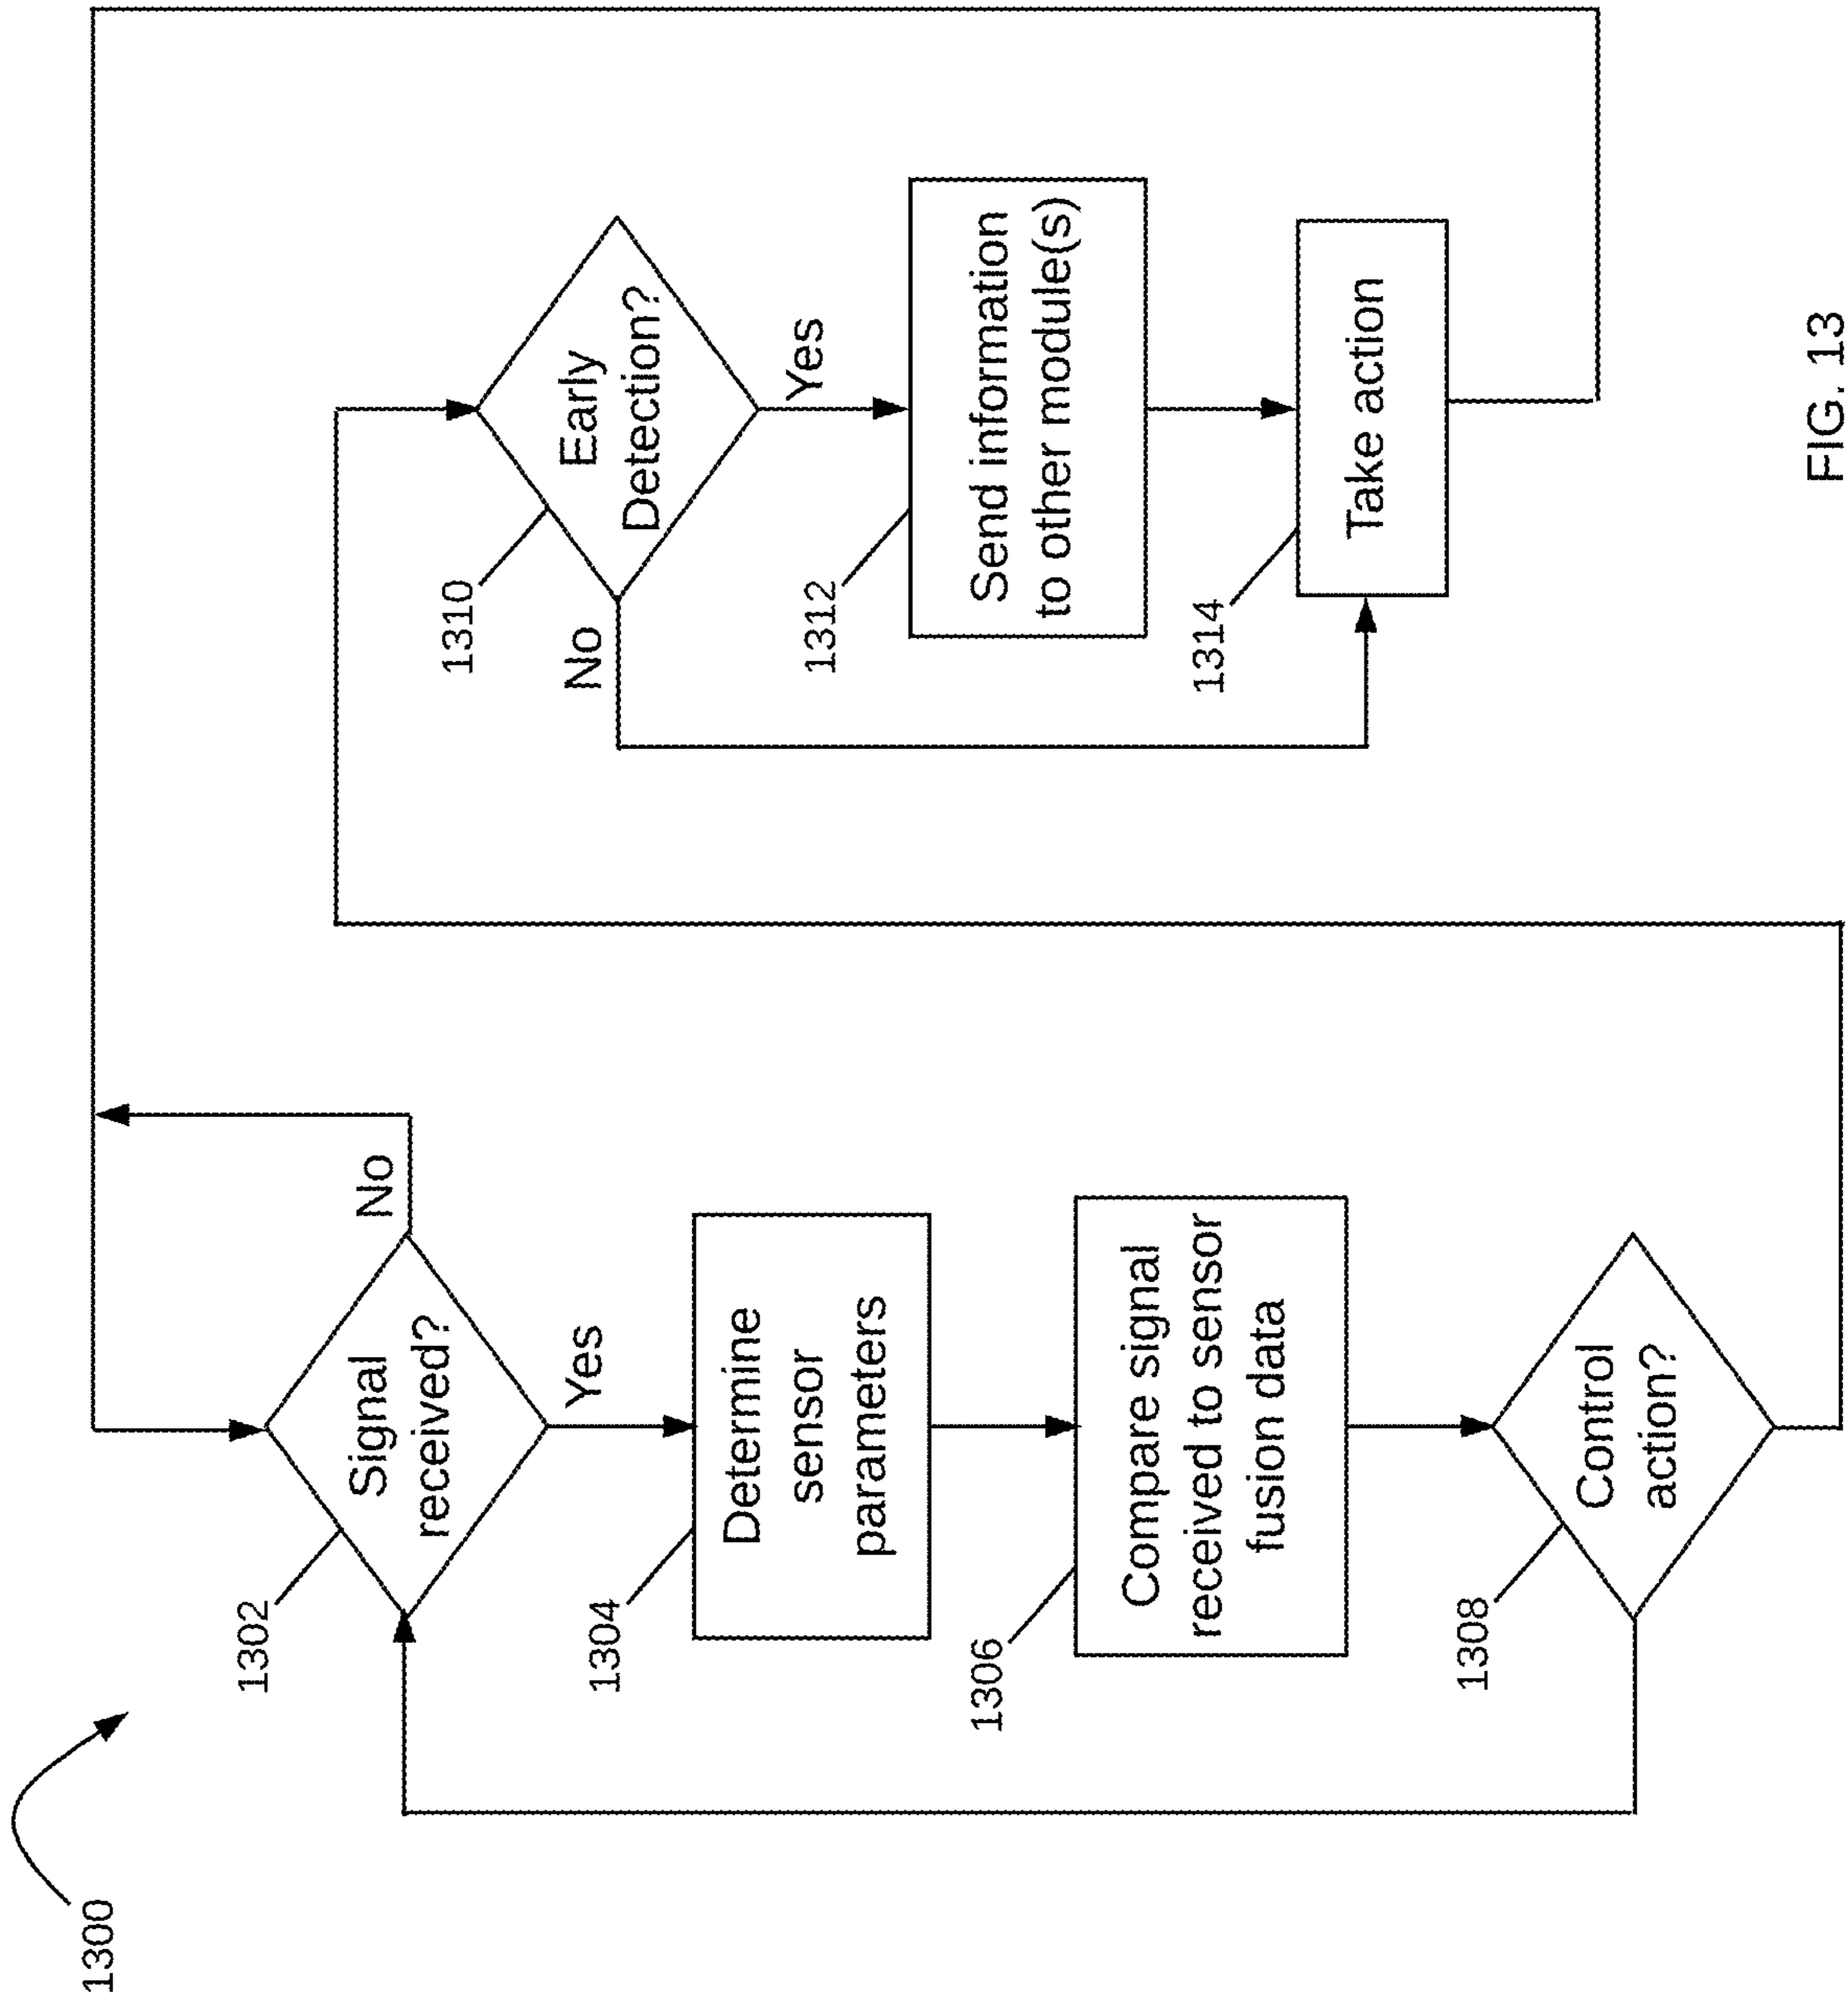 1300
1302
Signal
received?
No
Yes
1304
Determine
sensor
parameters
1306
Compare signal
received to sensor
fusion data
1308
Control
action?
1310
Early
Detection?
No
Yes
1312
Send information
to other module(s)
1314
Take action
FIG. 13